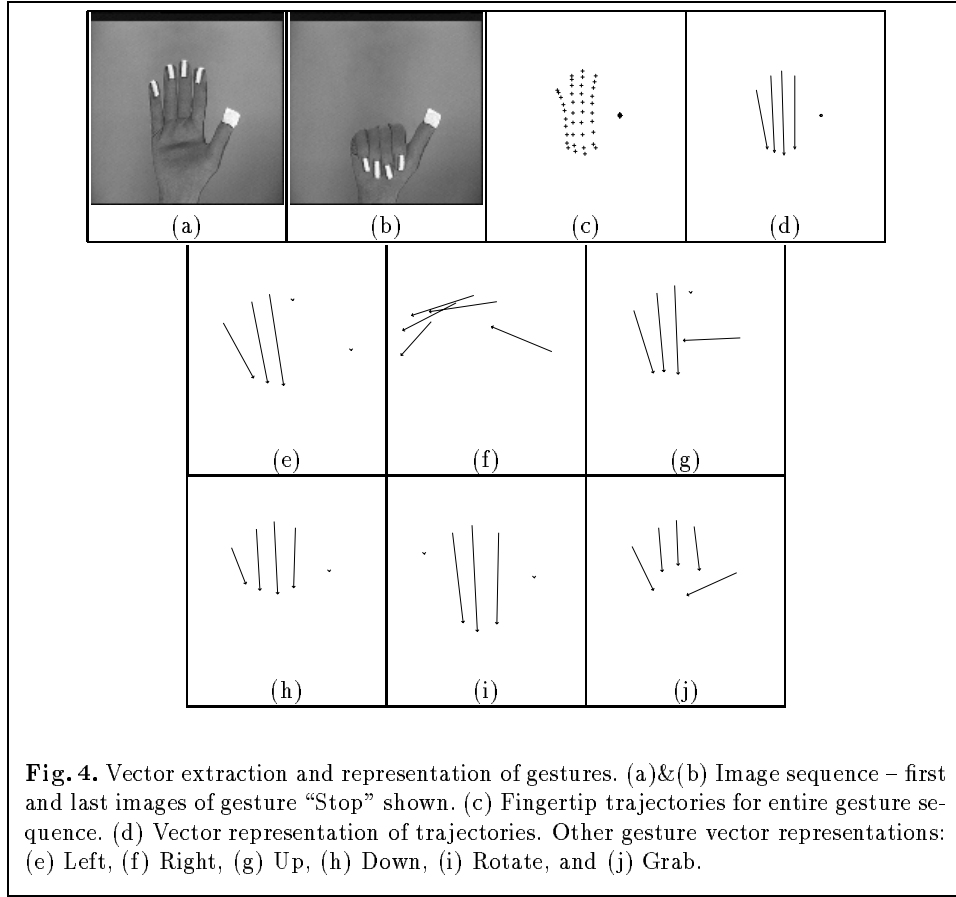 (a) (b) (c) (d)
(e) (f) (g)
(h) (i) (j)
Fig. 4. Vector extraction and representation of gestures. (a)&(b) Image sequence – first
and last images of gesture “Stop” shown. (c) Fingertip trajectories for entire gesture se-
quence. (d) Vector representation of trajectories. Other gesture vector representations:
(e) Left, (f) Right, (g) Up, (h) Down, (i) Rotate, and (j) Grab.